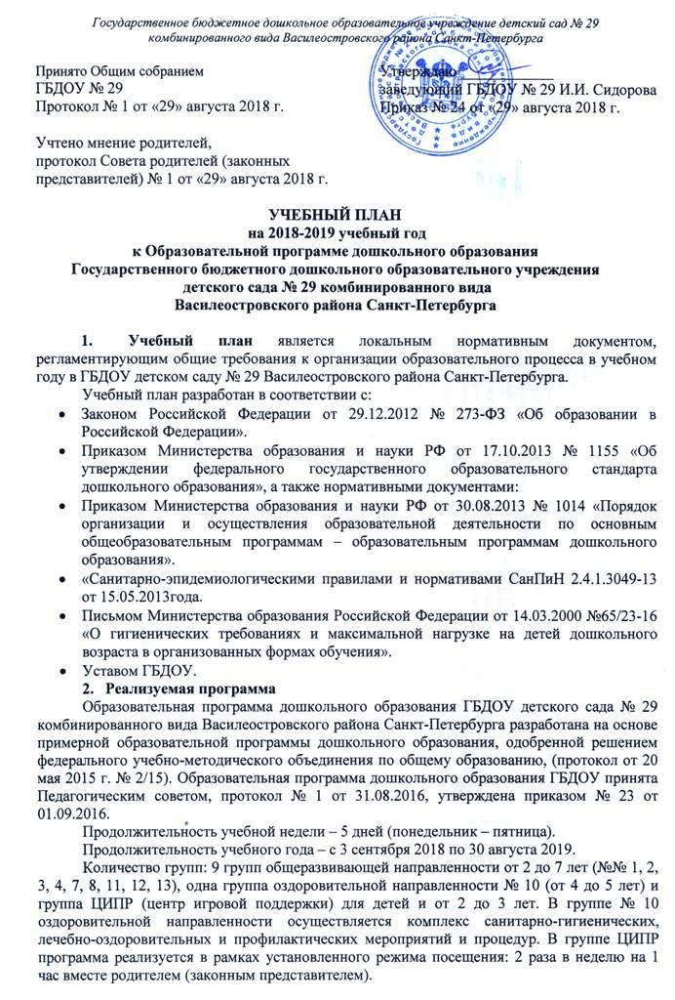 Государственное бюджетное дошкольное образовательное учреждение детский сад № 29
комбинированного вида Василеостровского района Санкт-Петербурга
Принято Общим собранием
ГБДОУ № 29
Протокол № 1 от «29» августа 2018 г.
Утверждаю
заведующий ГБДОУ № 29 И.И. Сидорова
Приказ № 24 от «29» августа 2018 г.
Учтено мнение родителей,
протокол Совета родителей (законных
представителей) № 1 от «29» августа 2018 г.
УЧЕБНЫЙ ПЛАН
на 2018-2019 учебный год
к Образовательной программе дошкольного образования
Государственного бюджетного дошкольного образовательного учреждения
детского сада № 29 комбинированного вида
Василеостровского района Санкт-Петербурга
1. Учебный план является локальным нормативным документом,
регламентирующим общие требования к организации образовательного процесса в учебном
году в ГБДОУ детском саду № 29 Василеостровского района Санкт-Петербурга.
Учебный план разработан в соответствии с:
• Законом Российской Федерации от 29.12.2012 № 273-ФЗ «Об образовании в
Российской Федерации».
• Приказом Министерства образования и науки РФ от 17.10.2013 № 1155 «Об
утверждении федерального государственного образовательного стандарта
дошкольного образования», а также нормативными документами:
• Приказом Министерства образования и науки РФ от 30.08.2013 № 1014 «Порядок
организации и осуществления образовательной деятельности по основным
общеобразовательным программам – образовательным программам дошкольного
образования».
• «Санитарно-эпидемиологическими правилами и нормативами СанПиН 2.4.1.3049-13
от 15.05.2013года.
• Письмом Министерства образования Российской Федерации от 14.03.2000 №65/23-16
«О гигиенических требованиях и максимальной нагрузке на детей дошкольного
возраста в организованных формах обучения».
• Уставом ГБДОУ.
2. Реализуемая программа
Образовательная программа дошкольного образования ГБДОУ детского сада № 29
комбинированного вида Василеостровского района Санкт-Петербурга разработана на основе
примерной образовательной программы дошкольного образования, одобренной решением
федерального учебно-методического объединения по общему образованию, (протокол от 20
мая 2015 г. № 2/15). Образовательная программа дошкольного образования ГБДОУ принята
Педагогическим советом, протокол № 1 от 31.08.2016, утверждена приказом № 23 от
01.09.2016.
Продолжительность учебной недели – 5 дней (понедельник – пятница).
Продолжительность учебного года – с 3 сентября 2018 по 30 августа 2019.
Количество групп: 9 групп общеразвивающей направленности от 2 до 7 лет (№№ 1, 2,
3, 4, 7, 8, 11, 12, 13), одна группа оздоровительной направленности № 10 (от 4 до 5 лет) и
группа ЦИПР (центр игровой поддержки) для детей и от 2 до 3 лет. В группе № 10
оздоровительной направленности осуществляется комплекс санитарно-гигиенических,
лечебно-оздоровительных и профилактических мероприятий и процедур. В группе ЦИПР
программа реализуется в рамках установленного режима посещения: 2 раза в неделю на 1
час вместе родителем (законным представителем).